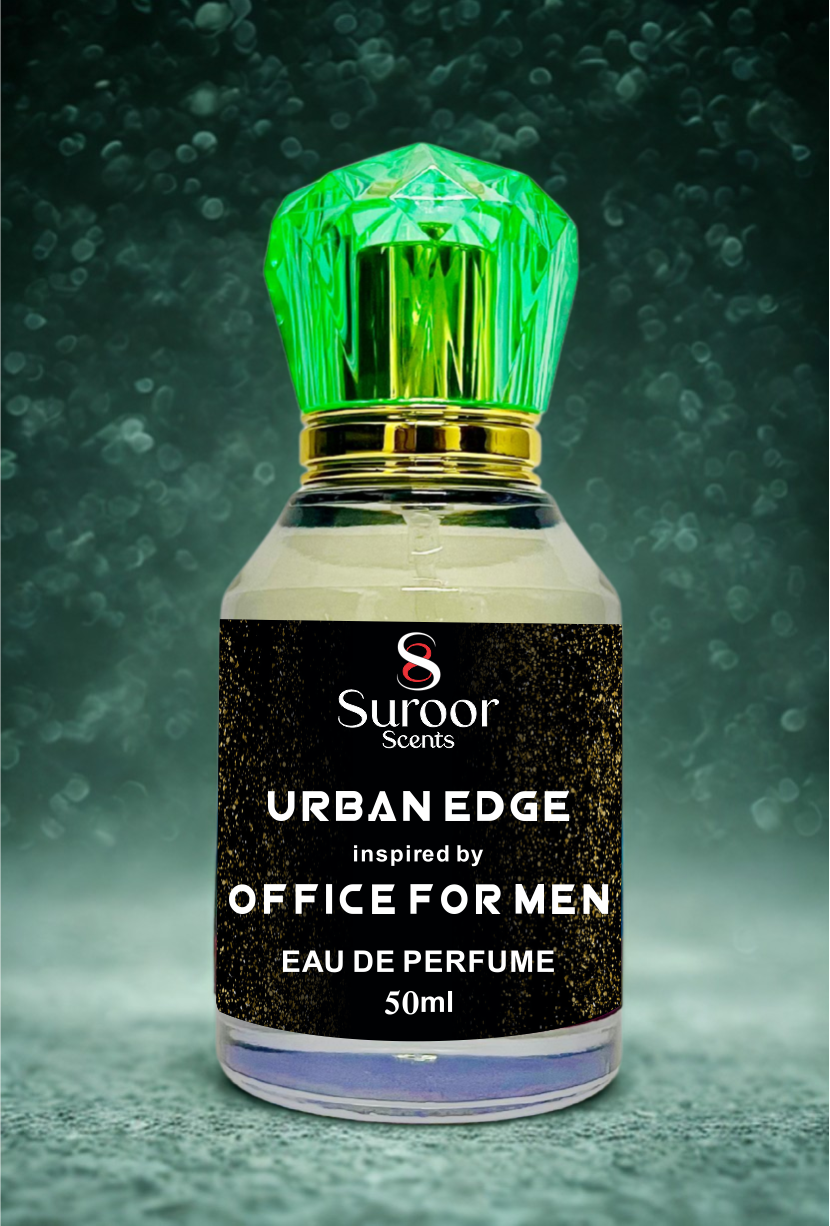 Suroor
Scents
URBAN EDGE
inspired by
OFFICE FOR MEN
EAU DE PERFUME
50ml